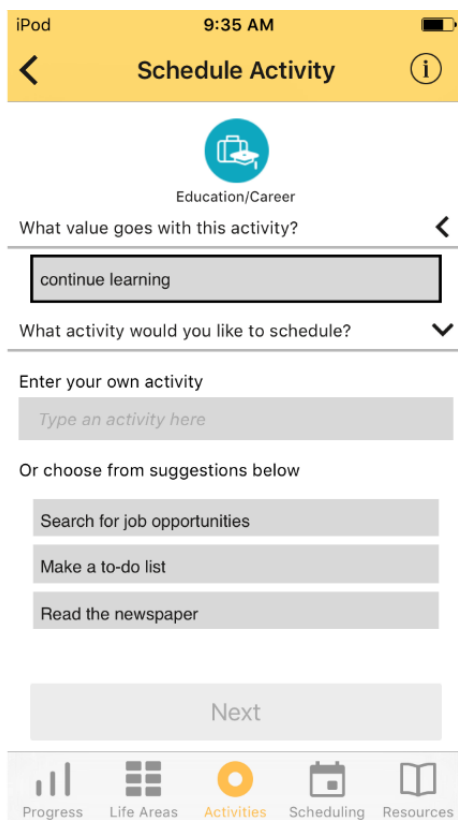 iPod 9:35 AM
Schedule Activity i
Education/Career
What value goes with this activity?
continue learning
What activity would you like to schedule?
Enter your own activity
Type an activity here
Or choose from suggestions below
Search for job opportunities
Make a to-do list
Read the newspaper
Next
Progress Life Areas Activities Scheduling Resources